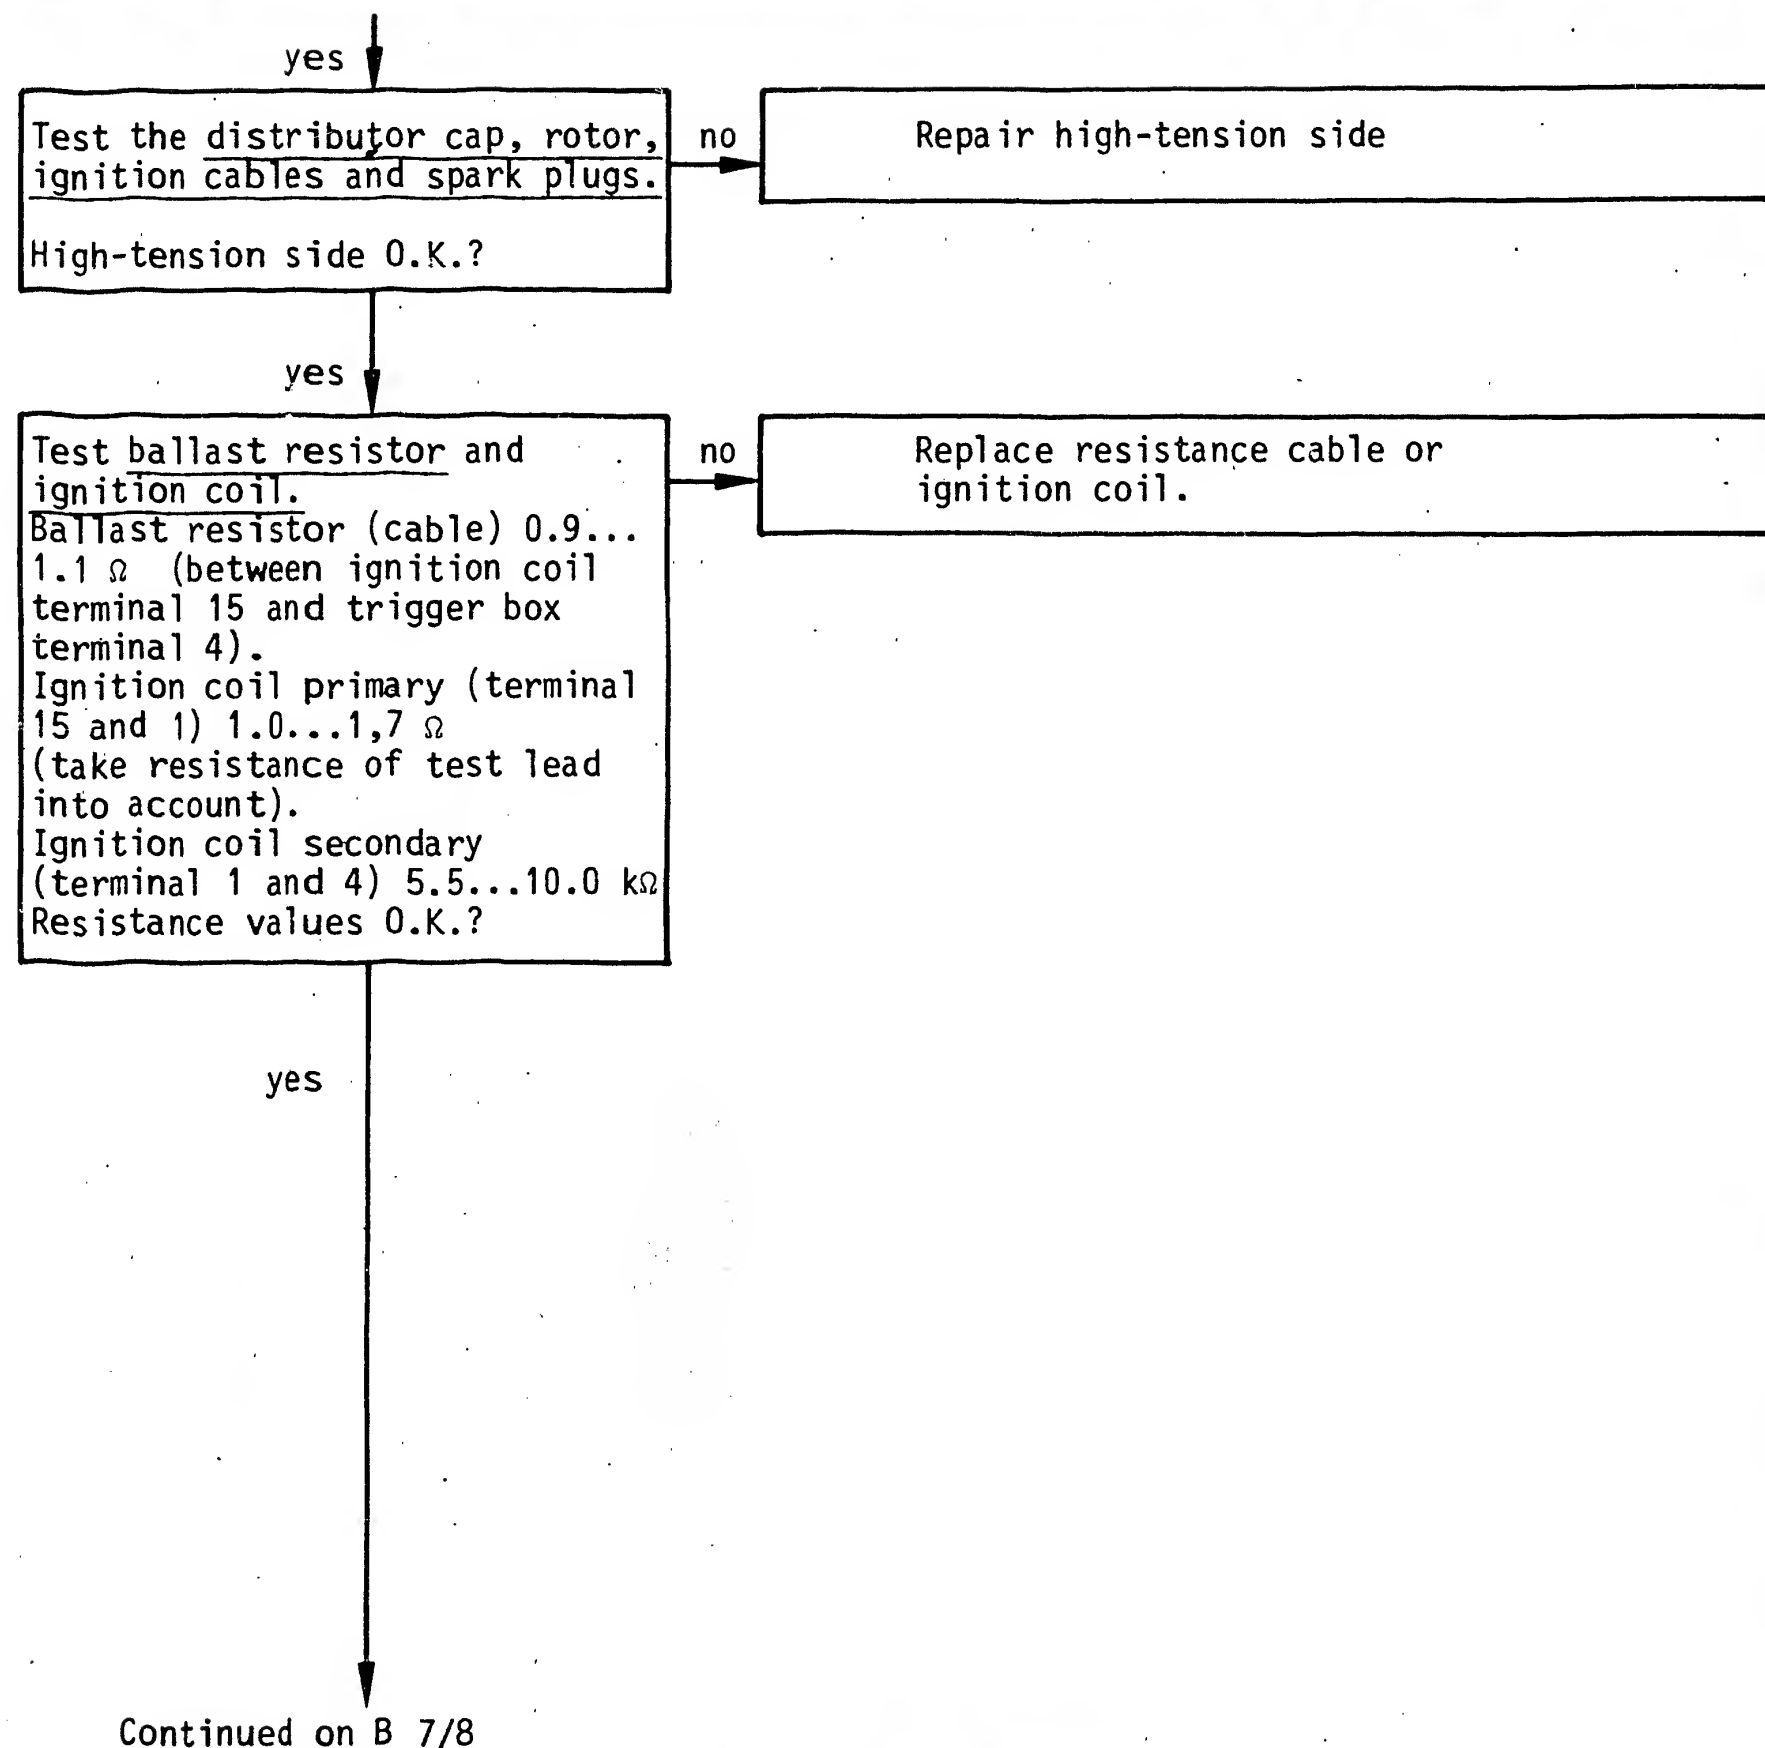 yes
Test the distributor cap, rotor,
ignition cables and spark plugs.
High-tension side O.K.?
no
Repair high-tension side
yes
Test ballast resistor and
ignition coil.
Ballast resistor (cable) 0.9...
1.1 Ω (between ignition coil
terminal 15 and trigger box
terminal 4).
Ignition coil primary (terminal
15 and 1) 1.0...1,7 Ω
(take resistance of test lead
into account).
Ignition coil secondary
(terminal 1 and 4) 5.5...10.0 kΩ
Resistance values O.K.?
no
Replace resistance cable or
ignition coil.
yes
Continued on B 7/8